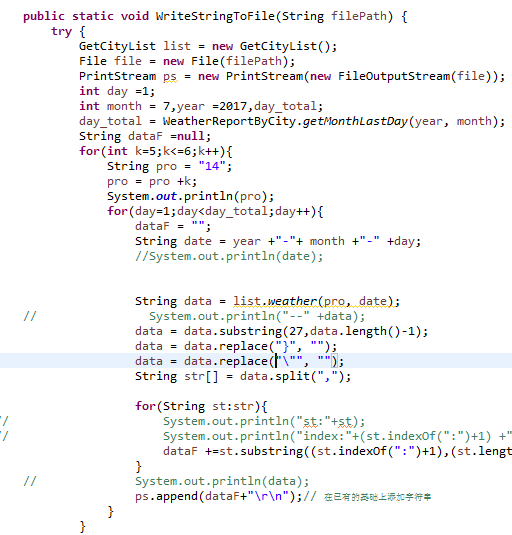 public static void WriteStringToFile(String filePath) {
try {
GetCityList list = new GetCityList();
File file = new File(filePath);
PrintStream ps = new PrintStream(new FileOutputStream(file));
int day =1;
int month = 7,year =2017,day_total;
day_total = WeatherReportByCity.getMonthLastDay(year, month);
String dataF =null;
for(int k=5;k<=6;k++){
String pro = "14";
pro = pro +k;
System.out.println(pro);
for(day=1;day<day_total;day++){
dataF = "";
String date = year +"-"+ month +"-" +day;
//System.out.println(date);
String data = list.weather(pro, date);
// System.out.println("--" +data);
data = data.substring(27,data.length()-1);
data = data.replace("}", "");
data = data.replace("\"", "");
String str[] = data.split(",");
for(String st:str){
// System.out.println("st:"+st);
// System.out.println("index:"+(st.indexOf(":")+1) +"
dataF +=st.substring((st.indexOf(":")+1),(st.lengt
}
// System.out.println(data);
ps.append(dataF+"\r\n");// 在已有的基础上添加字符串
}
}